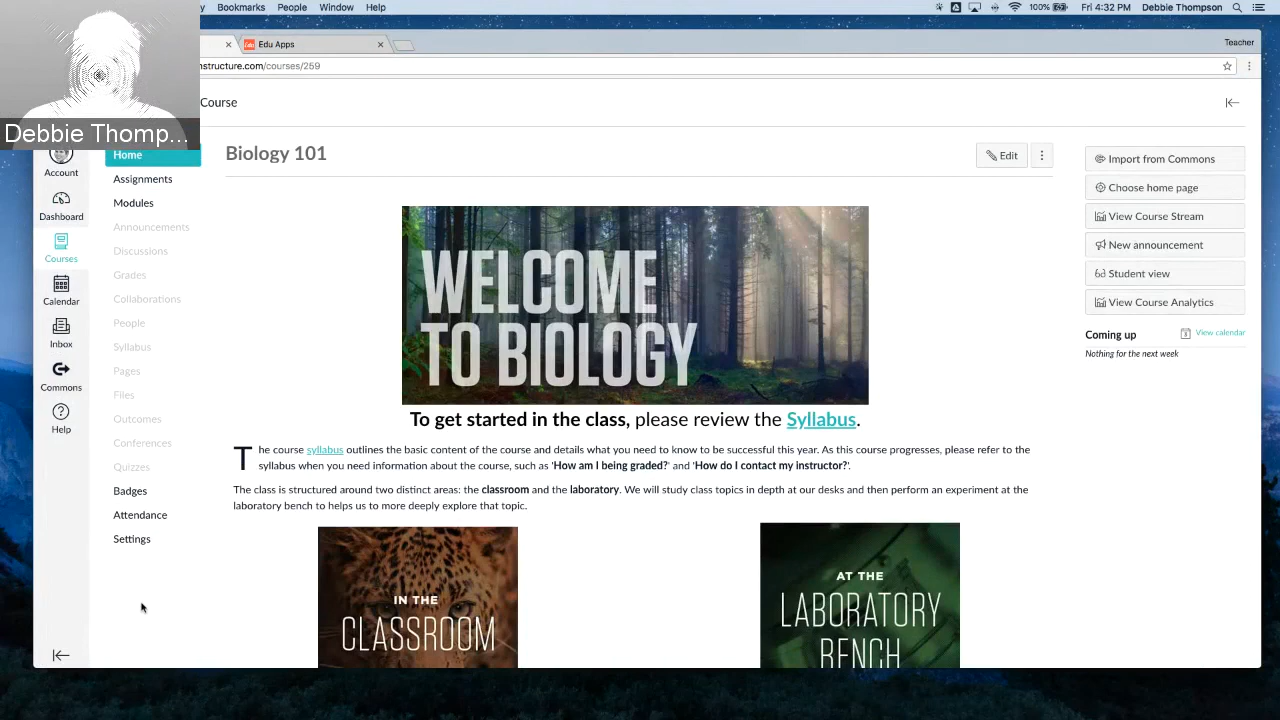 y Bookmarks People Window Help
100% Fri 4:32 PM Debbie Thompson
Edu Apps
Teacher
nstructure.com/courses/259
Course
Debbie Thomp...
Account
Dashboard
Courses
Calendar
Inbox
Commons
Help
Home
Assignments
Modules
Announcements
Discussions
Grades
Collaborations
People
Syllabus
Pages
Files
Outcomes
Conferences
Quizzes
Badges
Attendance
Settings
Biology 101
Edit
WELCOME
TO BIOLOGY
To get started in the class, please review the Syllabus.
The course syllabus outlines the basic content of the course and details what you need to know to be successful this year. As this course progresses, please refer to the
syllabus when you need information about the course, such as 'How am I being graded?' and 'How do I contact my instructor?'.
The class is structured around two distinct areas: the classroom and the laboratory. We will study class topics in depth at our desks and then perform an experiment at the
laboratory bench to helps us to more deeply explore that topic.
IN THE
CLASSROOM
AT THE
LABORATORY
BENCH
Import from Commons
Choose home page
View Course Stream
New announcement
Student view
View Course Analytics
Coming up
View calendar
Nothing for the next week